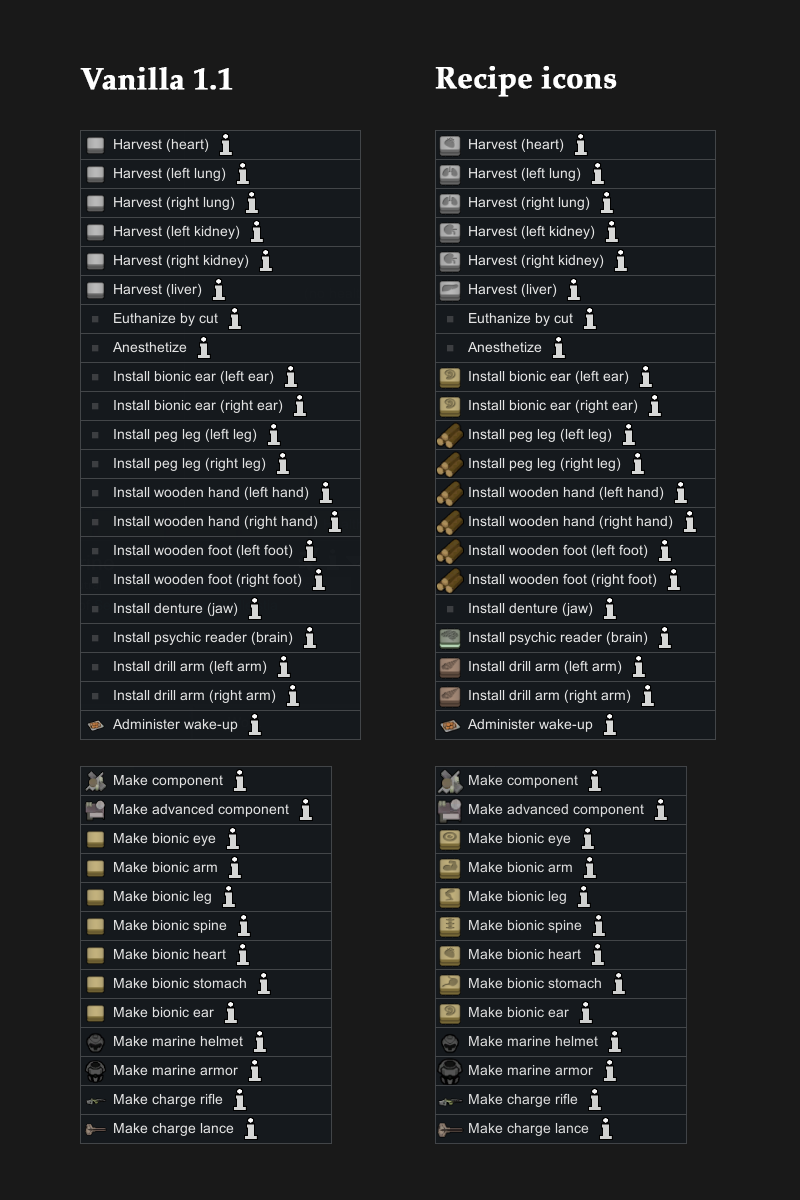 Vanilla 1.1
Harvest (heart)
Harvest (left lung)
Harvest (right lung)
Harvest (left kidney)
Harvest (right kidney)
Harvest (liver)
Euthanize by cut
Anesthetize
Install bionic ear (left ear)
Install bionic ear (right ear)
Install peg leg (left leg)
Install peg leg (right leg)
Install wooden hand (left hand)
Install wooden hand (right hand)
Install wooden foot (left foot)
Install wooden foot (right foot)
Install denture (jaw)
Install psychic reader (brain)
Install drill arm (left arm)
Install drill arm (right arm)
Administer wake-up
Make component
Make advanced component
Make bionic eye
Make bionic arm
Make bionic leg
Make bionic spine
Make bionic heart
Make bionic stomach
Make bionic ear
Make marine helmet
Make marine armor
Make charge rifle
Make charge lance
Recipe icons
Harvest (heart)
Harvest (left lung)
Harvest (right lung)
Harvest (left kidney)
Harvest (right kidney)
Harvest (liver)
Euthanize by cut
Anesthetize
Install bionic ear (left ear)
Install bionic ear (right ear)
Install peg leg (left leg)
Install peg leg (right leg)
Install wooden hand (left hand)
Install wooden hand (right hand)
Install wooden foot (left foot)
Install wooden foot (right foot)
Install denture (jaw)
Install psychic reader (brain)
Install drill arm (left arm)
Install drill arm (right arm)
Administer wake-up
Make component
Make advanced component
Make bionic eye
Make bionic arm
Make bionic leg
Make bionic spine
Make bionic heart
Make bionic stomach
Make bionic ear
Make marine helmet
Make marine armor
Make charge rifle
Make charge lance